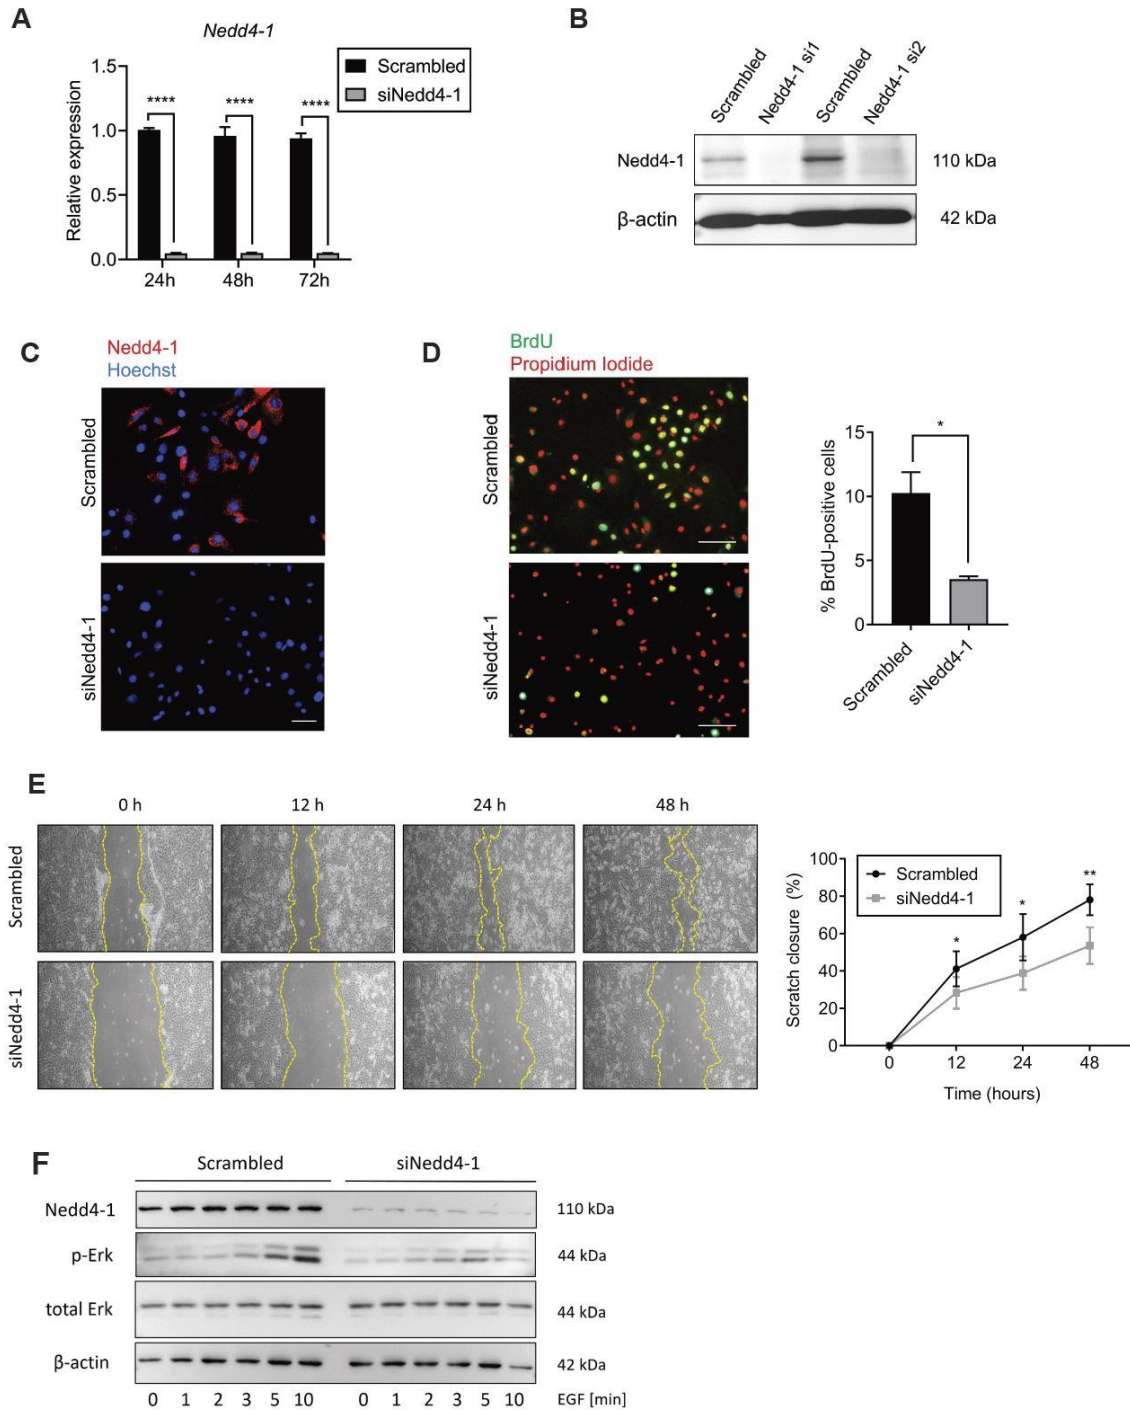 A
Nedd4-1
Scrambled
siNedd4-1
Relative expression
1.5
1.0
0.5
0.0
****
****
****
24h
48h
72h
B
Scrambled
Nedd4-1 si1
Scrambled
Nedd4-1 si2
Nedd4-1
110 kDa
β-actin
42 kDa
C
Nedd4-1
Hoechst
Scrambled
siNedd4-1
D
BrdU
Propidium Iodide
Scrambled
siNedd4-1
% BrdU-positive cells
15
10
5
0
*
Scrambled
siNedd4-1
E
0 h
12 h
24 h
48 h
Scrambled
siNedd4-1
Scratch closure (%)
100
80
60
40
20
0
Scrambled
siNedd4-1
*
*
**
0
12
24
48
Time (hours)
F
Scrambled
siNedd4-1
Nedd4-1
110 kDa
p-Erk
44 kDa
total Erk
44 kDa
β-actin
42 kDa
0 1 2 3 5 10 0 1 2 3 5 10 EGF [min]